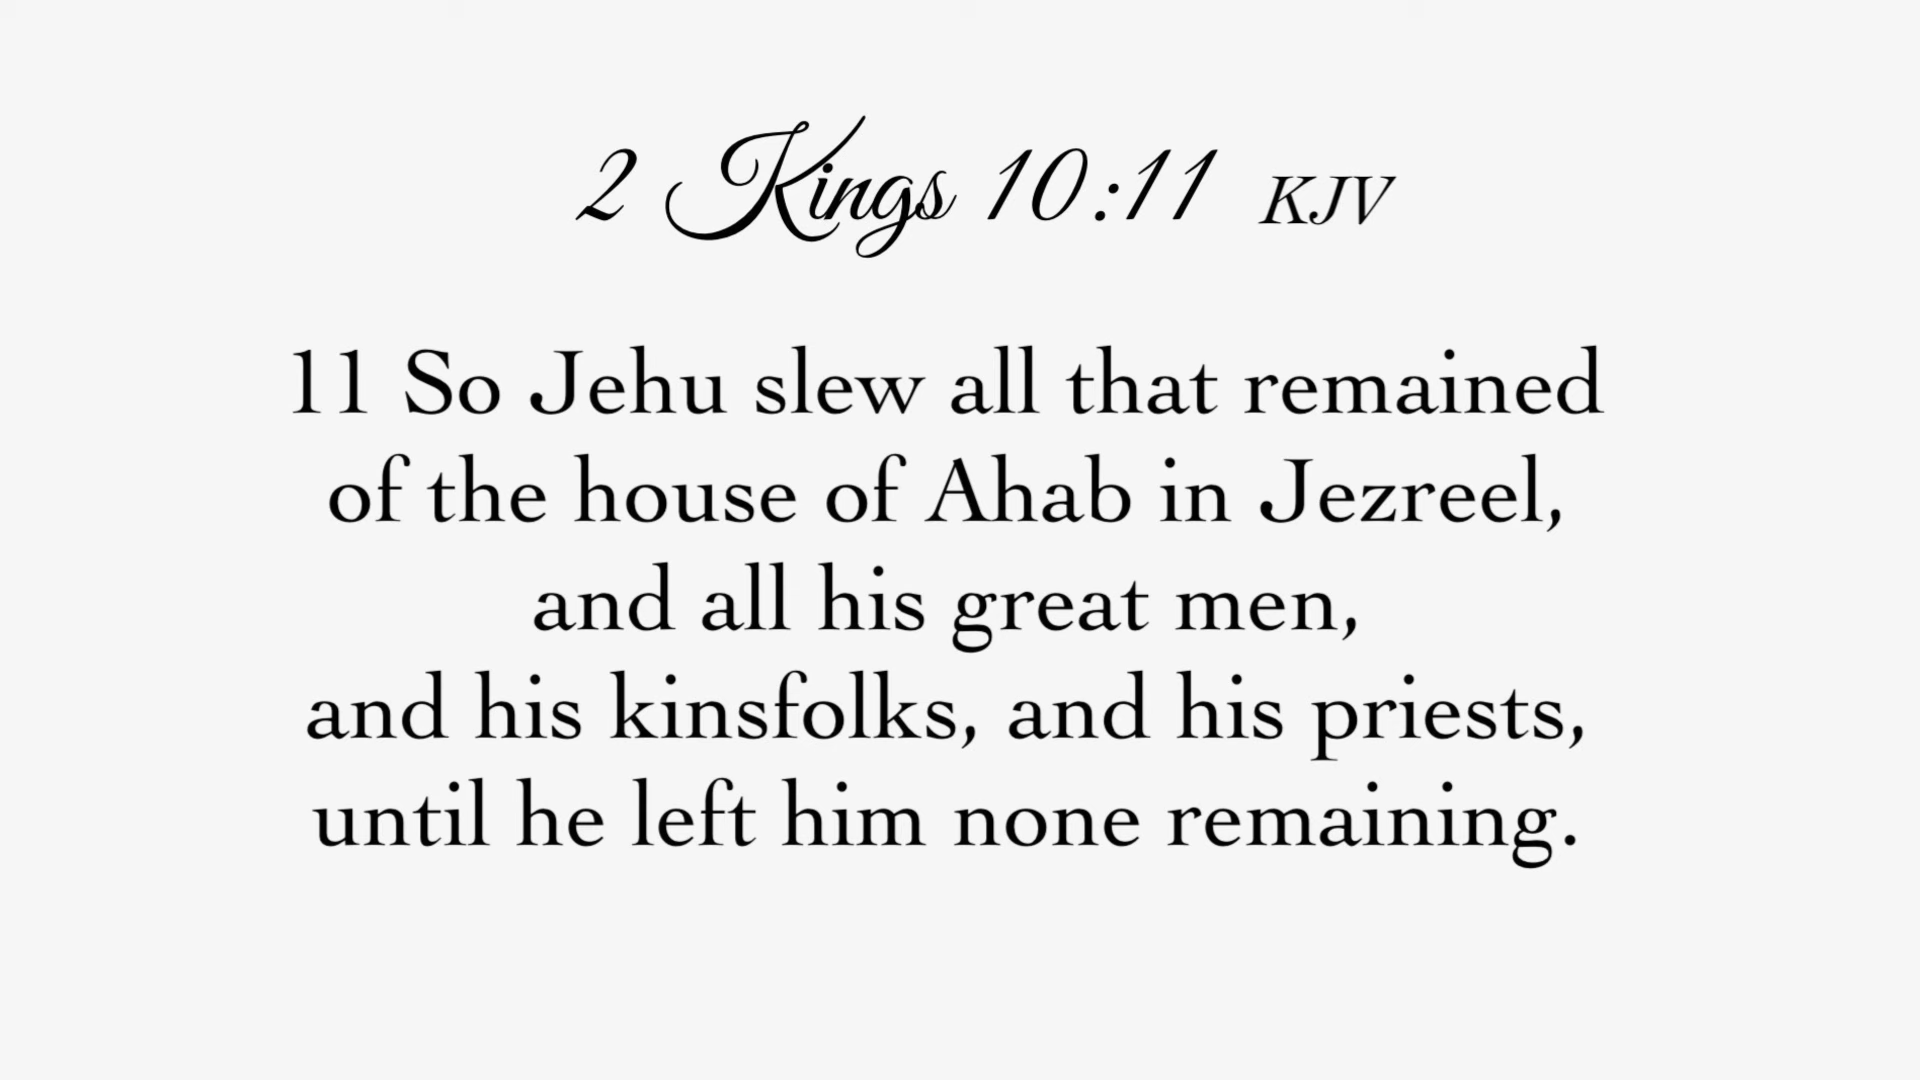 2 Kings 10:11 KJV
11 So Jehu slew all that remained
of the house of Ahab in Jezreel,
and all his great men,
and his kinsfolks, and his priests,
until he left him none remaining.